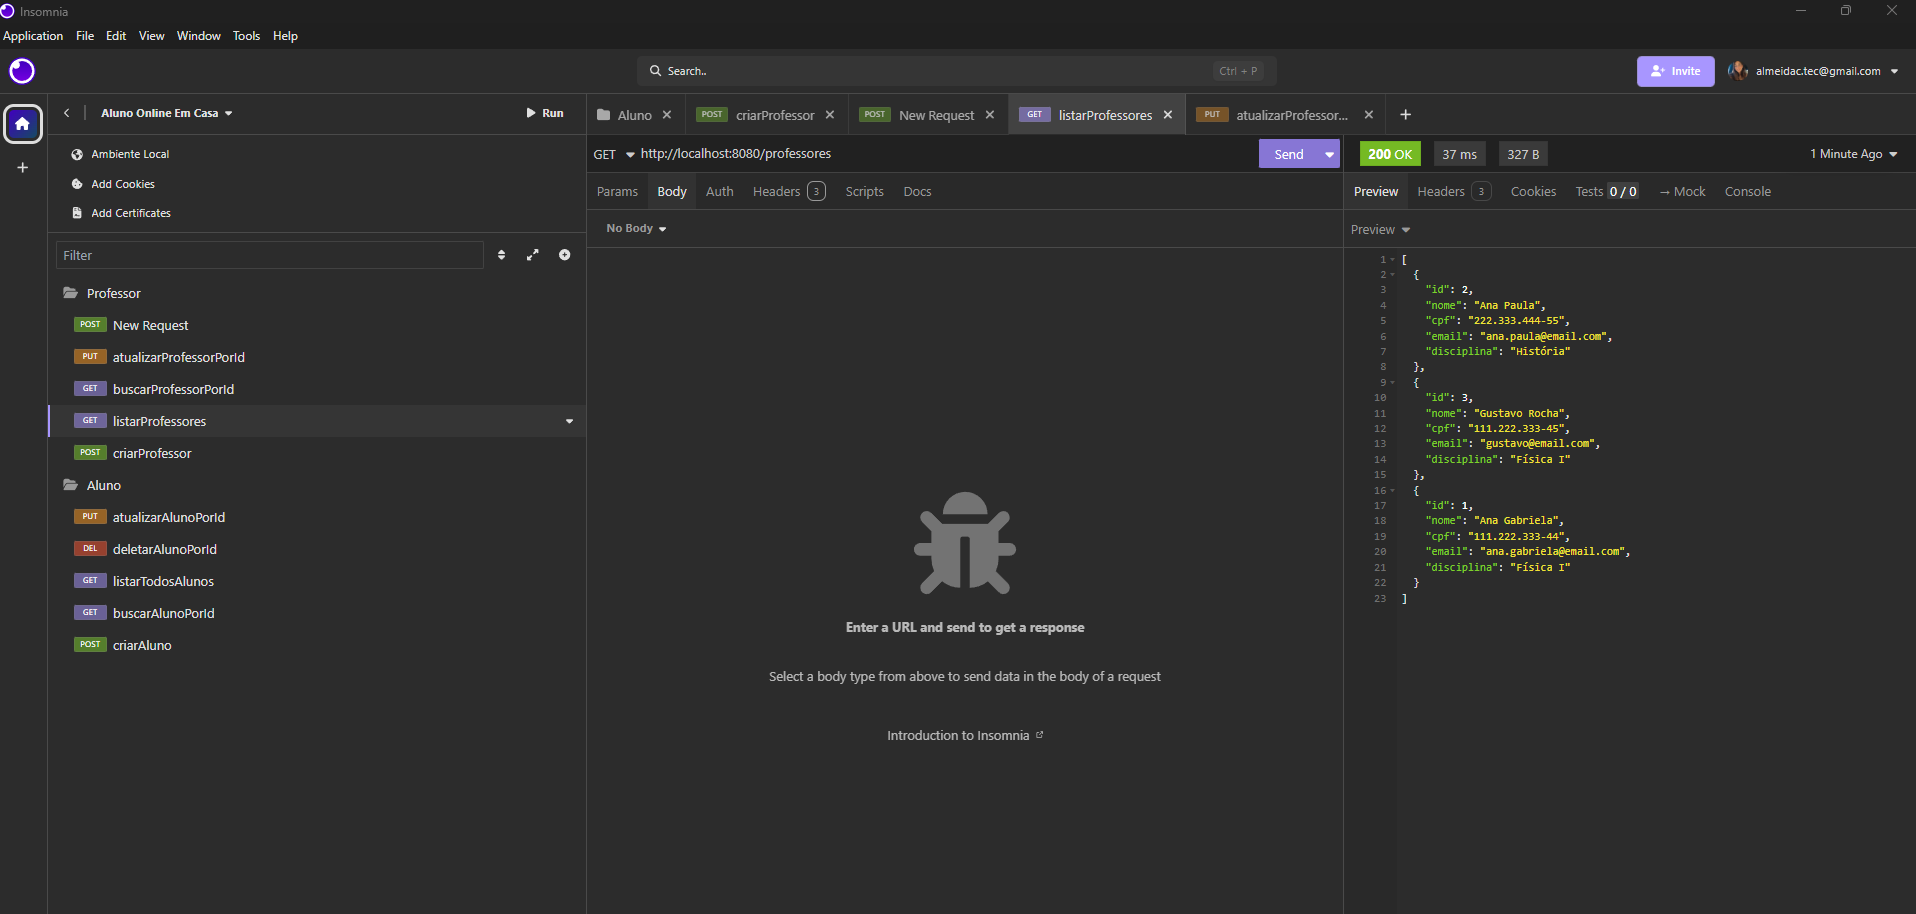 Insomnia
Application File Edit View Window Tools Help
Search.. Ctrl + P
Invite
almeidac.tec@gmail.com
Aluno Online Em Casa
Run
Ambiente Local
Add Cookies
Add Certificates
Filter
Professor
POST New Request
PUT atualizarProfessorPorId
GET buscarProfessorPorId
GET listarProfessores
POST criarProfessor
Aluno
PUT atualizarAlunoPorId
DEL deletarAlunoPorId
GET listarTodosAlunos
GET buscarAlunoPorId
POST criarAluno
Aluno POST criarProfessor POST New Request GET listarProfessores PUT atualizarProfessor...
GET http://localhost:8080/professores
Send
Params Body Auth Headers 3 Scripts Docs
No Body
Enter a URL and send to get a response
Select a body type from above to send data in the body of a request
Introduction to Insomnia
200 OK 37 ms 327 B 1 Minute Ago
Preview Headers 3 Cookies Tests 0 / 0 → Mock Console
Preview
1 [
2 {
3 "id": 2,
4 "nome": "Ana Paula",
5 "cpf": "222.333.444-55",
6 "email": "ana.paula@email.com",
7 "disciplina": "História"
8 },
9 {
10 "id": 3,
11 "nome": "Gustavo Rocha",
12 "cpf": "111.222.333-45",
13 "email": "gustavo@email.com",
14 "disciplina": "Física I"
15 },
16 {
17 "id": 1,
18 "nome": "Ana Gabriela",
19 "cpf": "111.222.333-44",
20 "email": "ana.gabriela@email.com",
21 "disciplina": "Física I"
22 }
23 ]